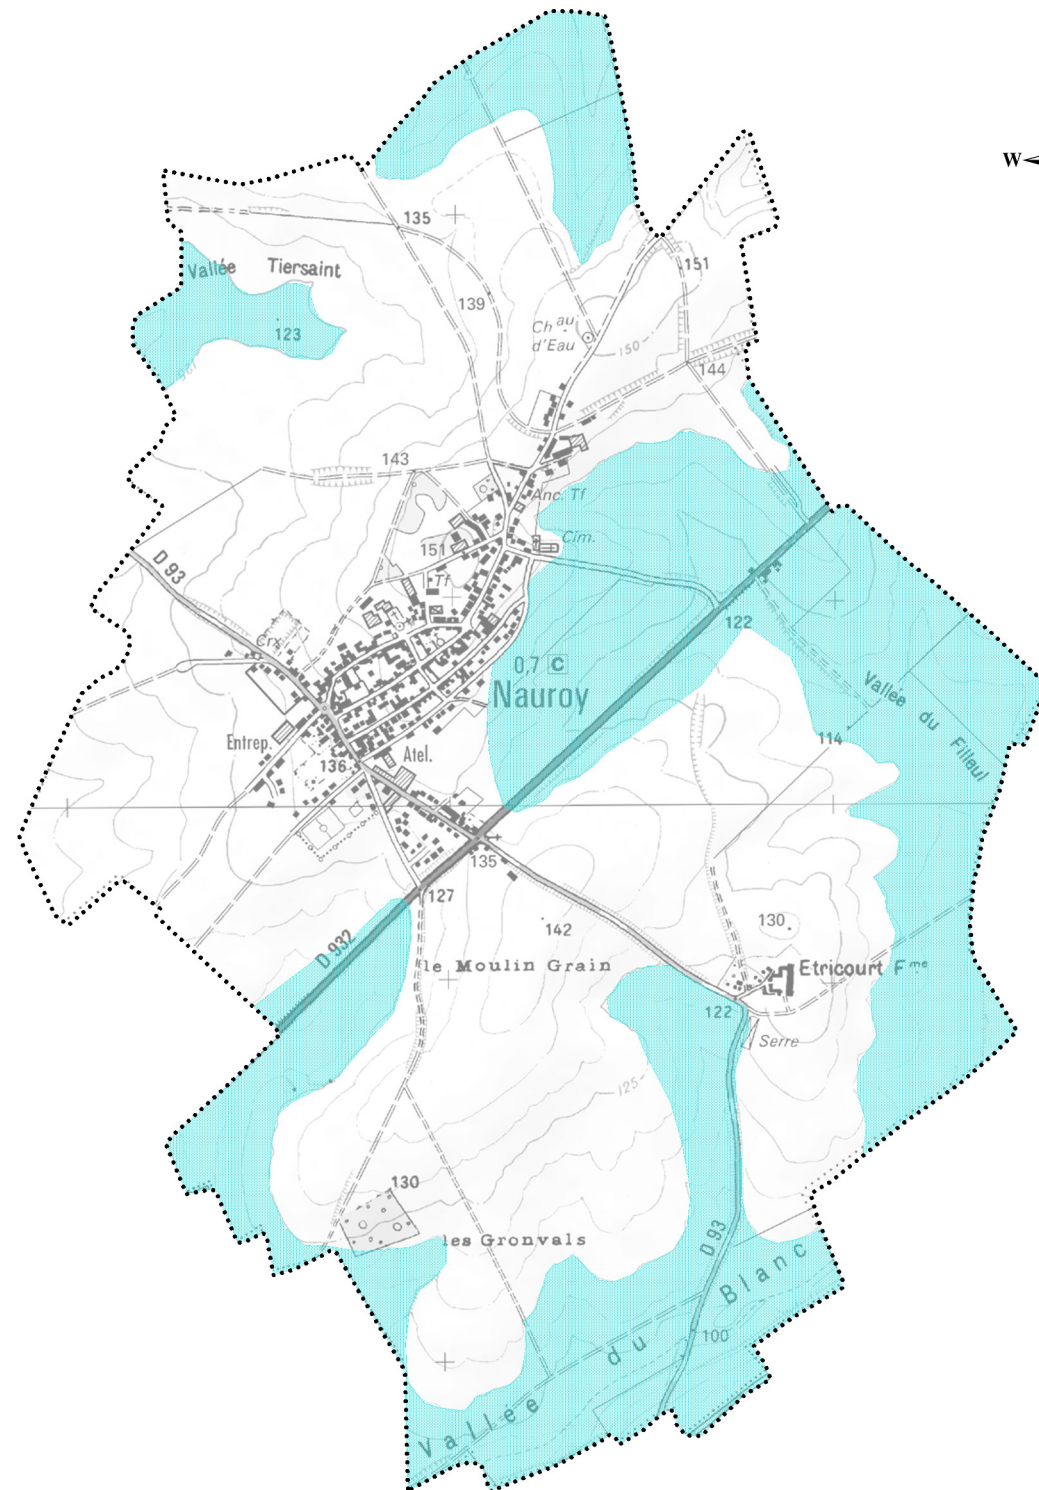 W
135
Vallée Tiersaint
151
139
123
Ch au
d'Eau
150
144
125
143
Anc. Tf
151
Cim.
D 93
Tf
122
Crx
0,7 C
Nauroy
Vallée du Filleul
114
Entrep.
Atel.
136
135
127
142
130
D 932
le Moulin Grain
Etricourt Fme
122
Serre
125
130
les Gronvals
D 93
100
Vallée du Blanc